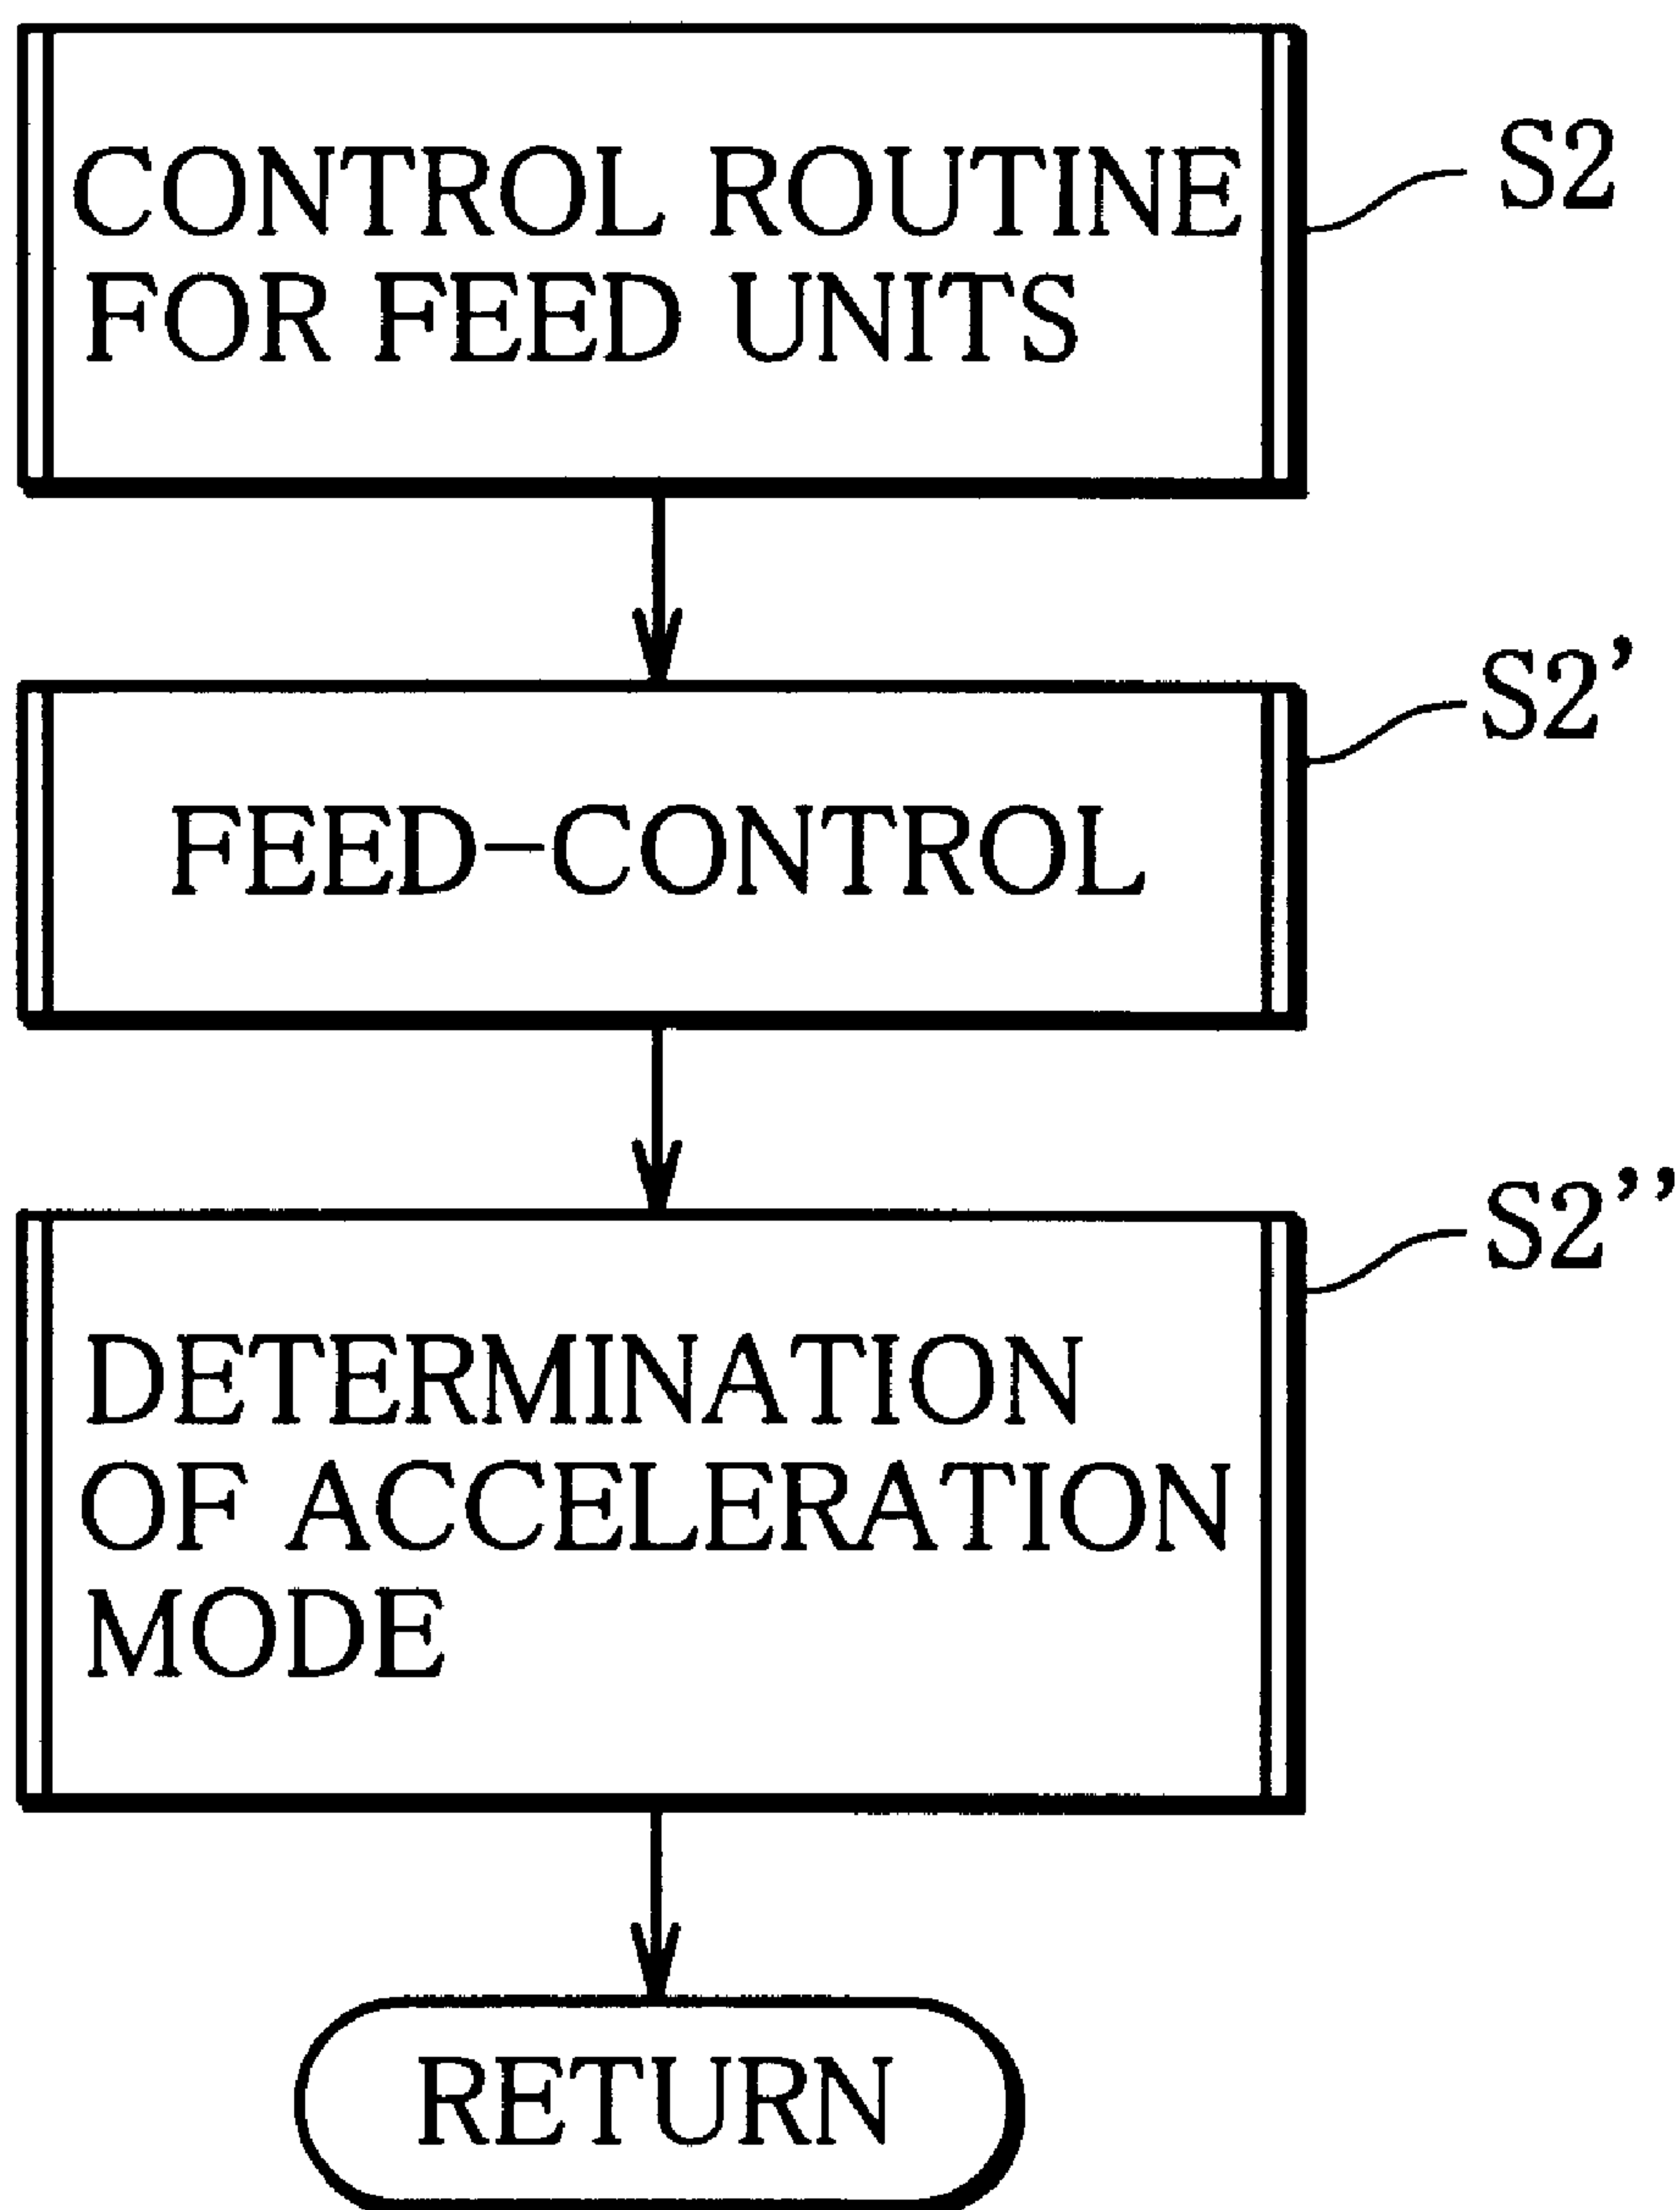 CONTROL ROUTINE
FOR FEED UNITS
S2
FEED-CONTROL
S2'
DETERMINATION
OF ACCELERATION
MODE
S2''
RETURN